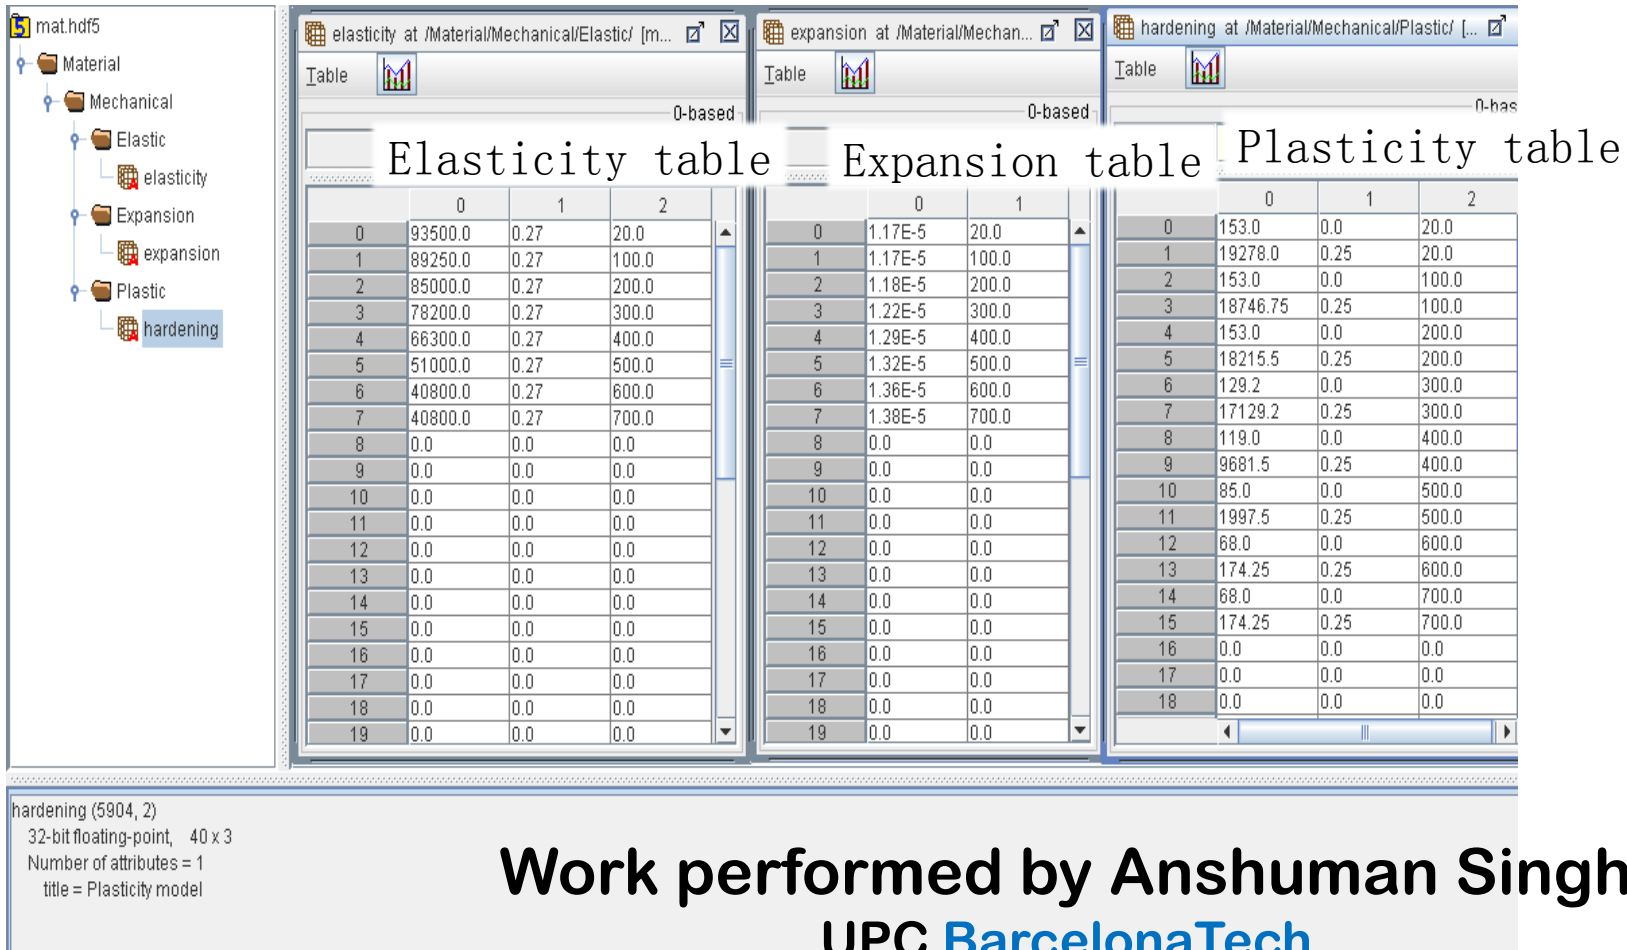 mat.hdf5
Material
Mechanical
Elastic
elasticity
Expansion
expansion
Plastic
hardening
elasticity at /Material/Mechanical/Elastic/ [m...
Table
0-based
Elasticity table
0 1 2
0 93500.0 0.27 20.0
1 89250.0 0.27 100.0
2 85000.0 0.27 200.0
3 78200.0 0.27 300.0
4 66300.0 0.27 400.0
5 51000.0 0.27 500.0
6 40800.0 0.27 600.0
7 40800.0 0.27 700.0
8 0.0 0.0 0.0
9 0.0 0.0 0.0
10 0.0 0.0 0.0
11 0.0 0.0 0.0
12 0.0 0.0 0.0
13 0.0 0.0 0.0
14 0.0 0.0 0.0
15 0.0 0.0 0.0
16 0.0 0.0 0.0
17 0.0 0.0 0.0
18 0.0 0.0 0.0
19 0.0 0.0 0.0
expansion at /Material/Mechan...
Table
0-based
Expansion table
0 1
0 1.17E-5 20.0
1 1.17E-5 100.0
2 1.18E-5 200.0
3 1.22E-5 300.0
4 1.29E-5 400.0
5 1.32E-5 500.0
6 1.36E-5 600.0
7 1.38E-5 700.0
8 0.0 0.0
9 0.0 0.0
10 0.0 0.0
11 0.0 0.0
12 0.0 0.0
13 0.0 0.0
14 0.0 0.0
15 0.0 0.0
16 0.0 0.0
17 0.0 0.0
18 0.0 0.0
19 0.0 0.0
hardening at /Material/Mechanical/Plastic/ [...
Table
0-bas
Plasticity table
0 1 2
0 153.0 0.0 20.0
1 19278.0 0.25 20.0
2 153.0 0.0 100.0
3 18746.75 0.25 100.0
4 153.0 0.0 200.0
5 18215.5 0.25 200.0
6 129.2 0.0 300.0
7 17129.2 0.25 300.0
8 119.0 0.0 400.0
9 9681.5 0.25 400.0
10 85.0 0.0 500.0
11 1997.5 0.25 500.0
12 68.0 0.0 600.0
13 174.25 0.25 600.0
14 68.0 0.0 700.0
15 174.25 0.25 700.0
16 0.0 0.0 0.0
17 0.0 0.0 0.0
18 0.0 0.0 0.0
hardening (5904, 2)
32-bit floating-point, 40 x 3
Number of attributes = 1
title = Plasticity model
Work performed by Anshuman Singh
UPC BarcelonaTech